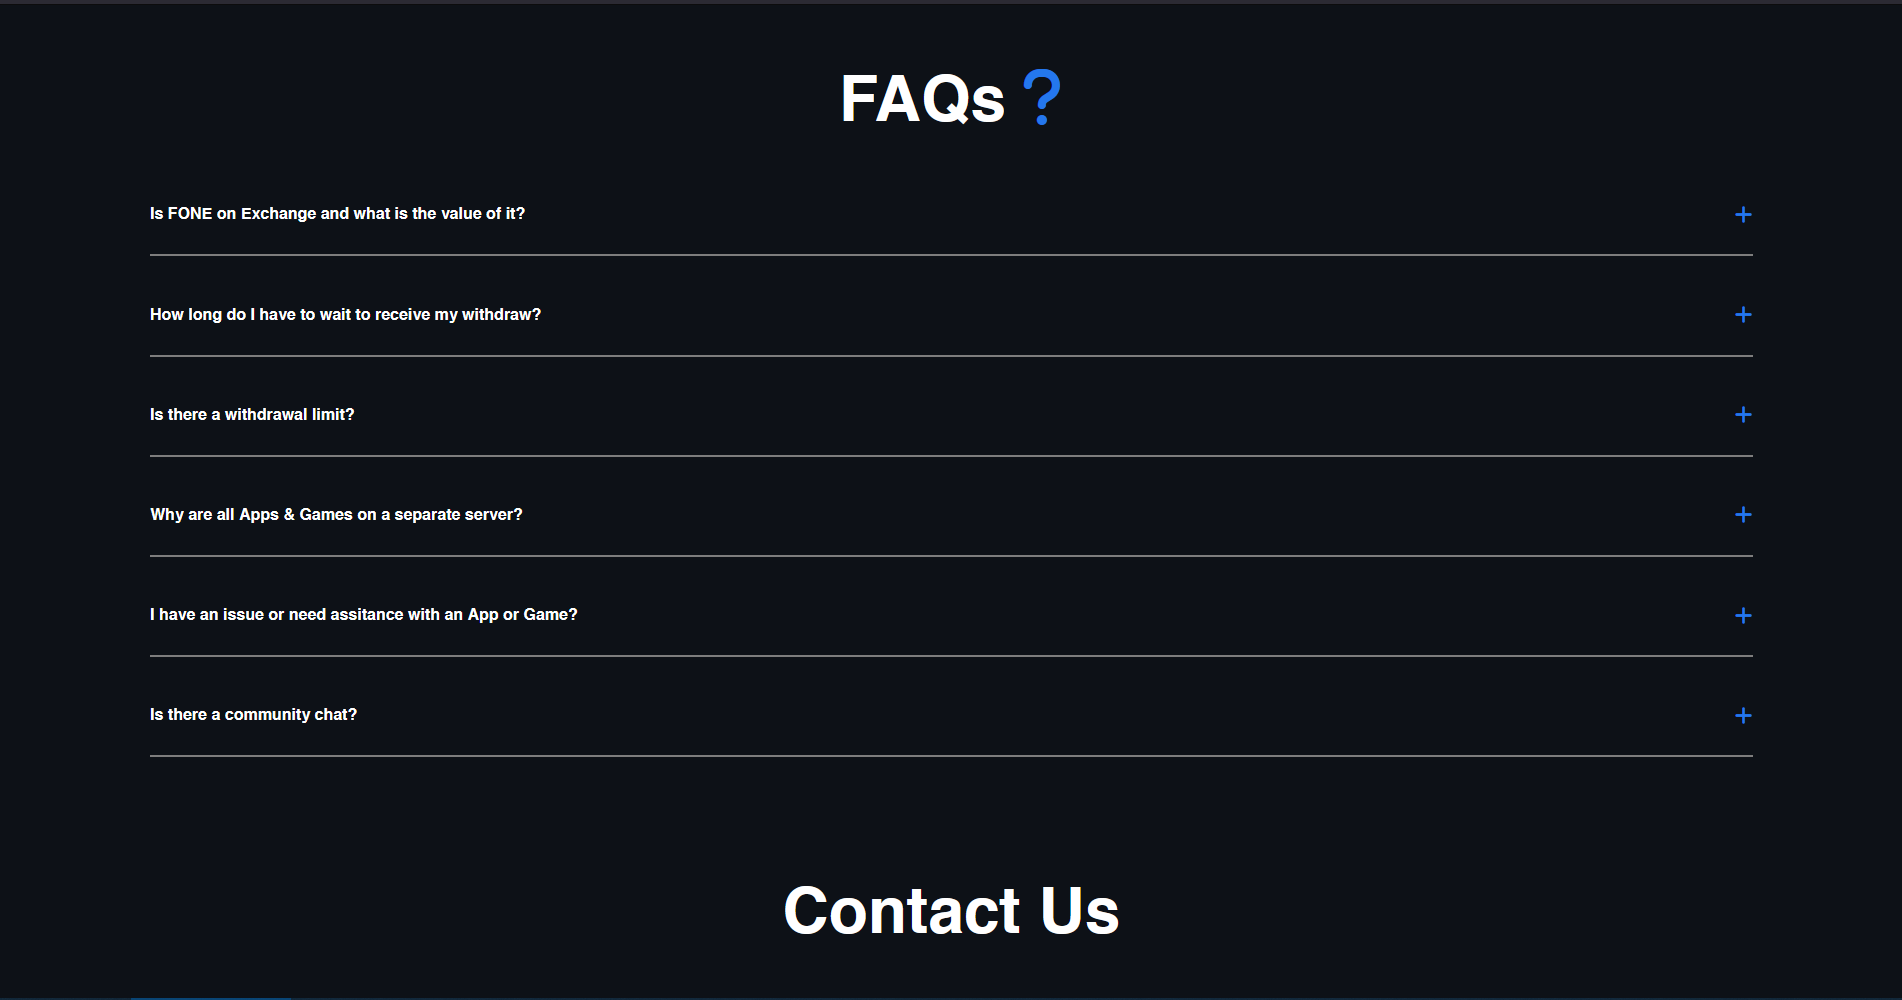 FAQs ?
Is FONE on Exchange and what is the value of it?
How long do I have to wait to receive my withdraw?
Is there a withdrawal limit?
Why are all Apps & Games on a separate server?
I have an issue or need assitance with an App or Game?
Is there a community chat?
Contact Us